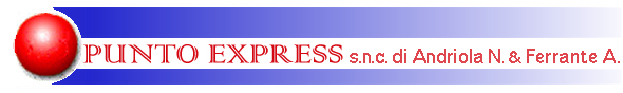 PUNTO EXPRESS s.n.c. di Andriola N. & Ferrante A.